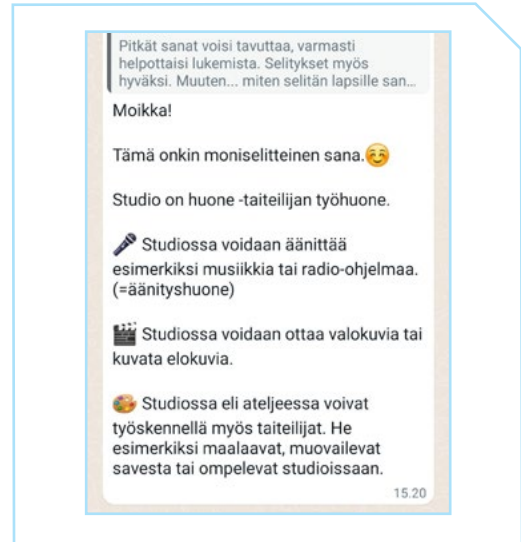 Pitkät sanat voisi tavuttaa, varmasti
helpottaisi lukemista. Selitykset myös
hyväksi. Muuten... miten selitän lapsille san...
Moikka!
Tämä onkin moniselitteinen sana.☺️
Studio on huone -taiteilijan työhuone.
🎤 Studiossa voidaan äänittää
esimerkiksi musiikkia tai radio-ohjelmaa.
(=äänityshuone)
🎬 Studiossa voidaan ottaa valokuvia tai
kuvata elokuvia.
🎨 Studiossa eli ateljeessa voivat
työskennellä myös taiteilijat. He
esimerkiksi maalaavat, muovailevat
savesta tai ompelevat studioissaan.
15.20